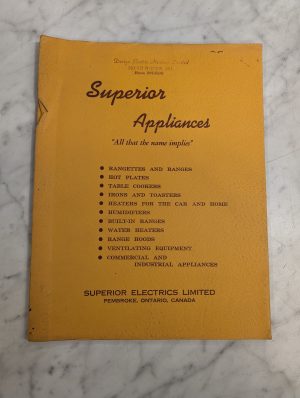 Superior
Appliances
"All that the name implies"
● RANGETTES AND RANGES
● HOT PLATES
● TABLE COOKERS
● IRONS AND TOASTERS
● HEATERS FOR THE CAR AND HOME
● HUMIDIFIERS
● BUILT-IN RANGES
● WATER HEATERS
● RANGE HOODS
● VENTILATING EQUIPMENT
● COMMERCIAL AND
INDUSTRIAL APPLIANCES
SUPERIOR ELECTRICS LIMITED
PEMBROKE, ONTARIO, CANADA